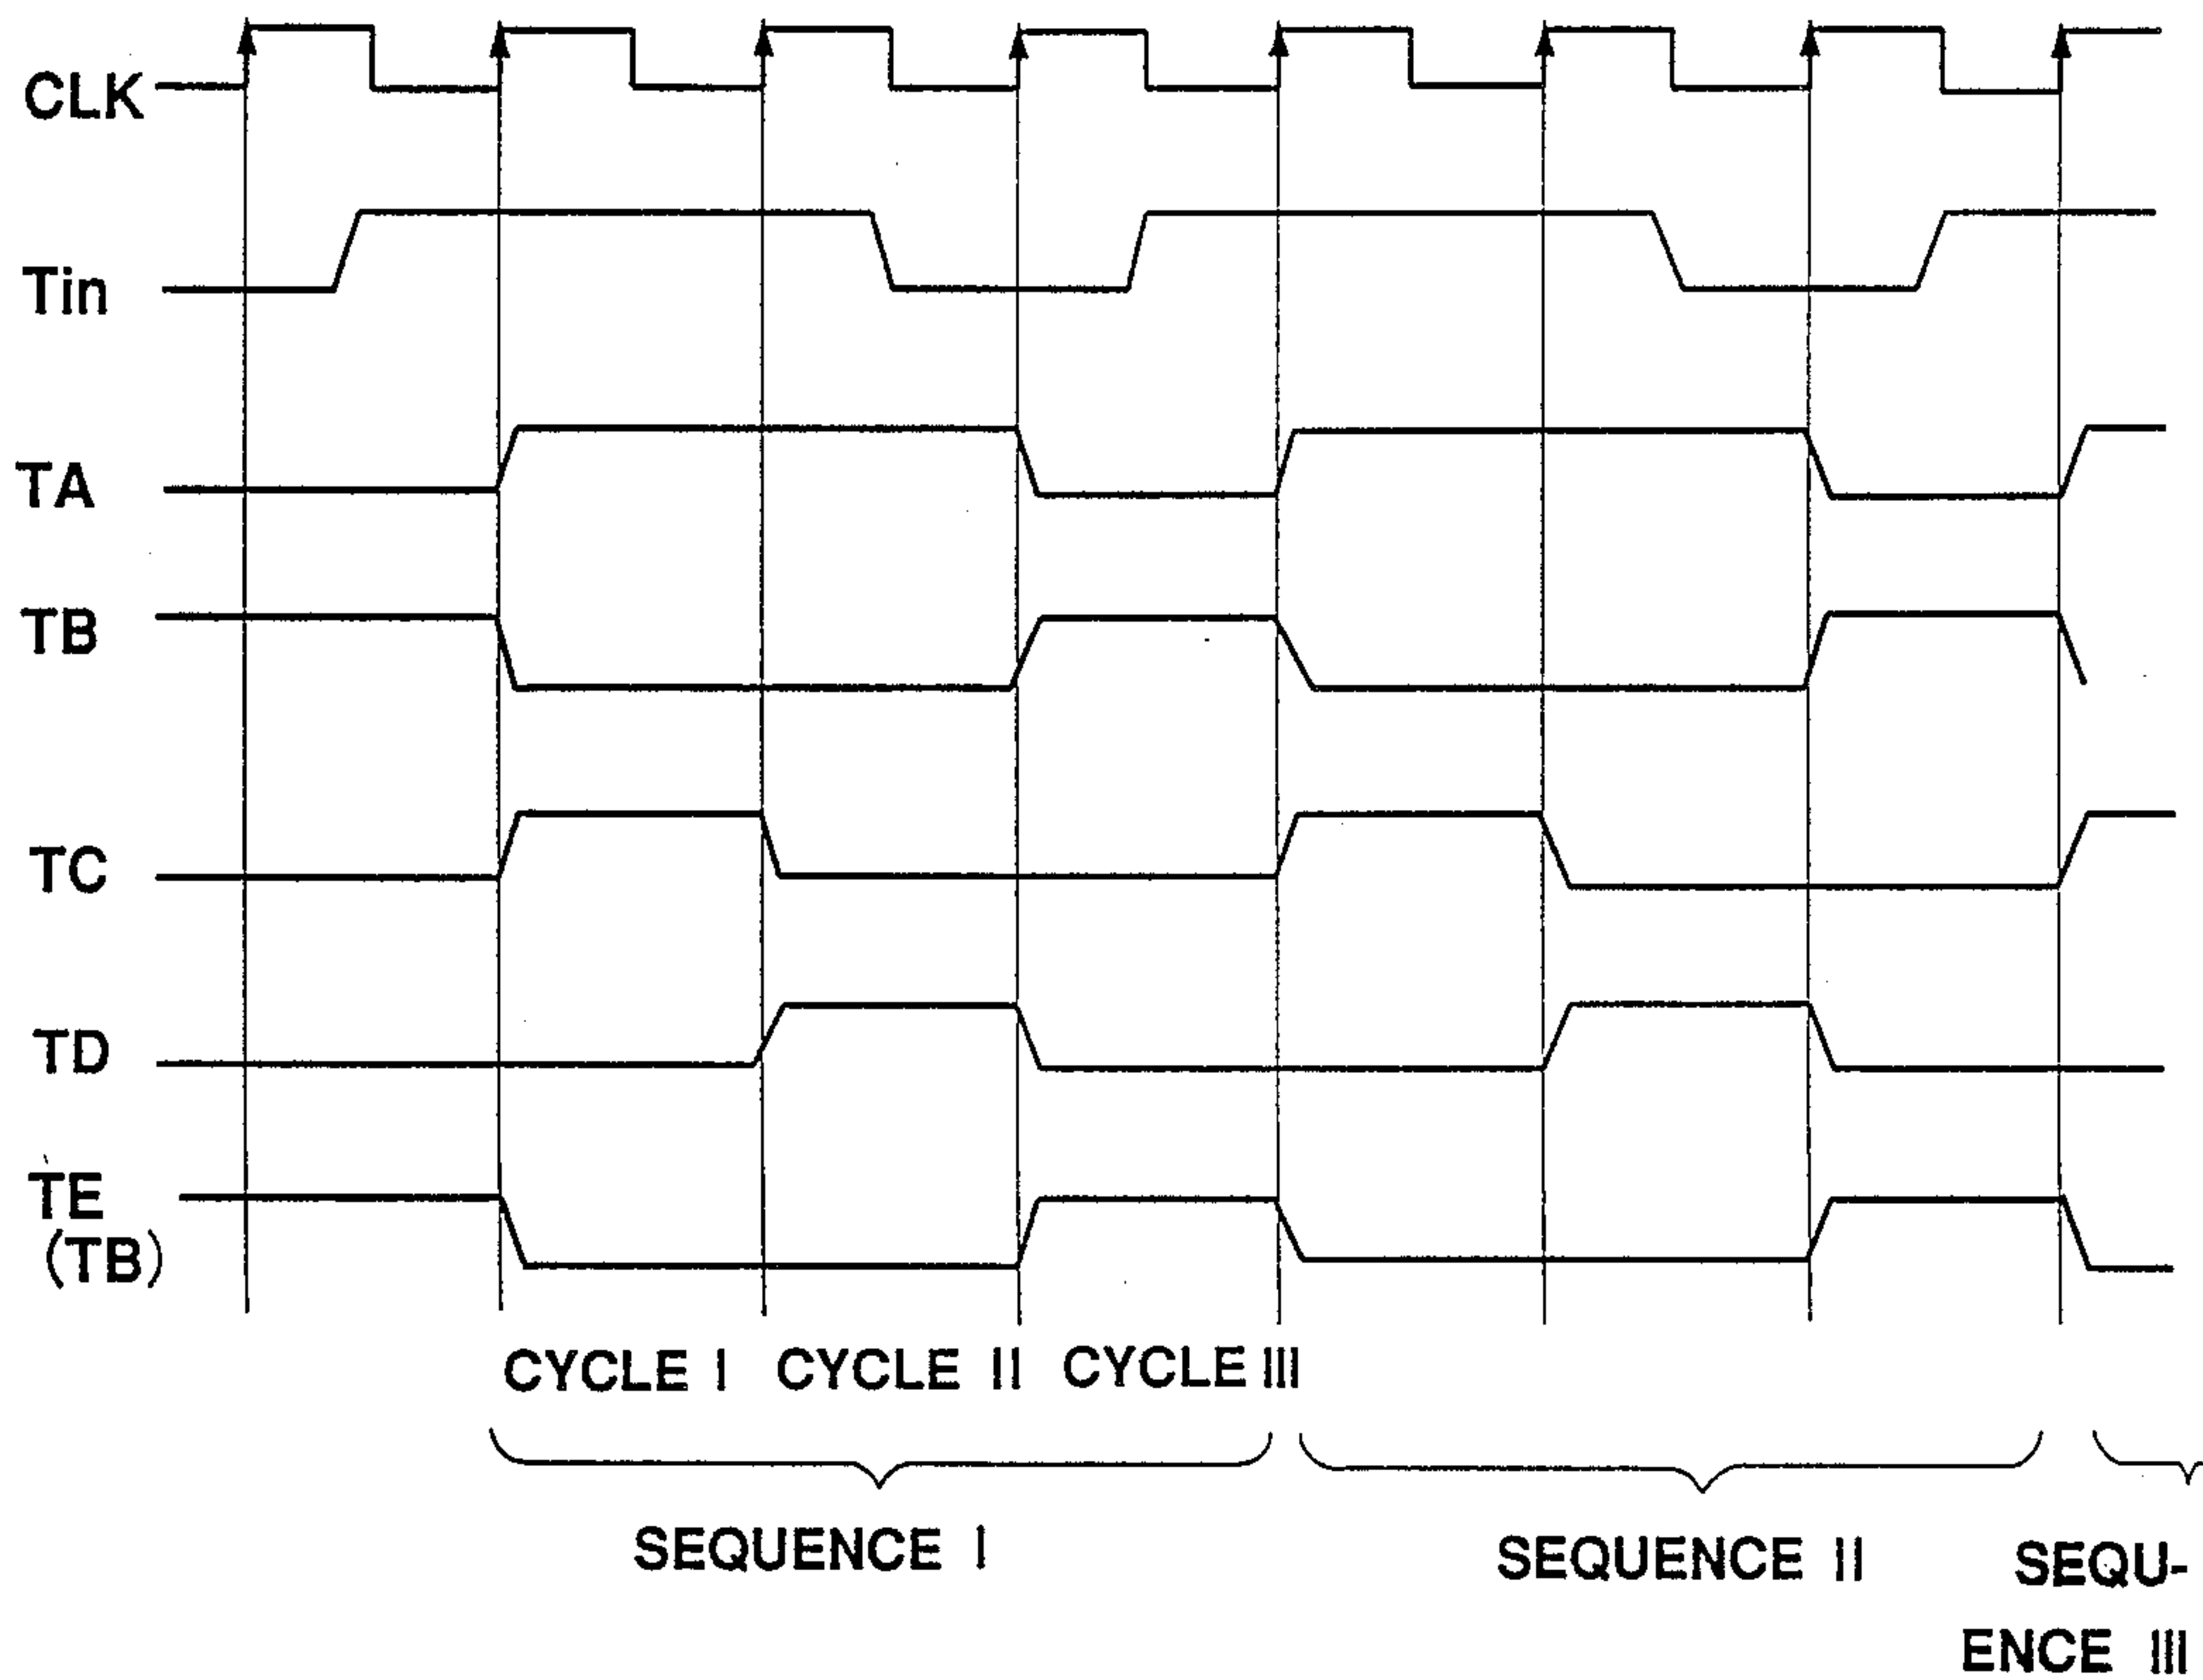 CLK
Tin
TA
TB
TC
TD
TE
(TB)
CYCLE I CYCLE II CYCLE III
SEQUENCE I
SEQUENCE II
SEQU-
ENCE III